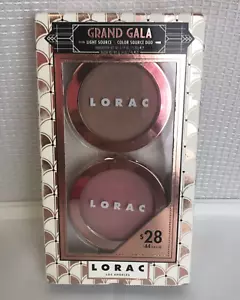 GRAND GALA
LIGHT SOURCE + COLOR SOURCE DUO
LORAC
LORAC
$28
LORAC
LOS ANGELES